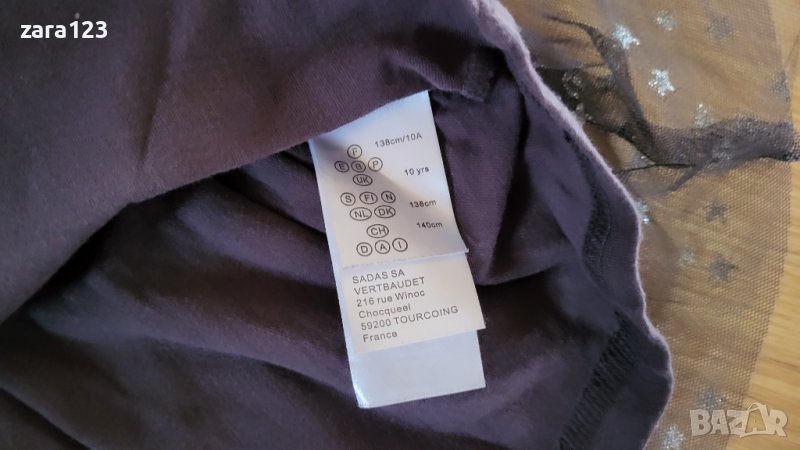 zara123
F 138cm/10A
E B P
UK 10 yrs
S FI N
NL DK 138cm
CH 140cm
D A I
SADAS SA
VERTBAUDET
216 rue Winoc
Chocqueel
59200 TOURCOING
France
BAZAR